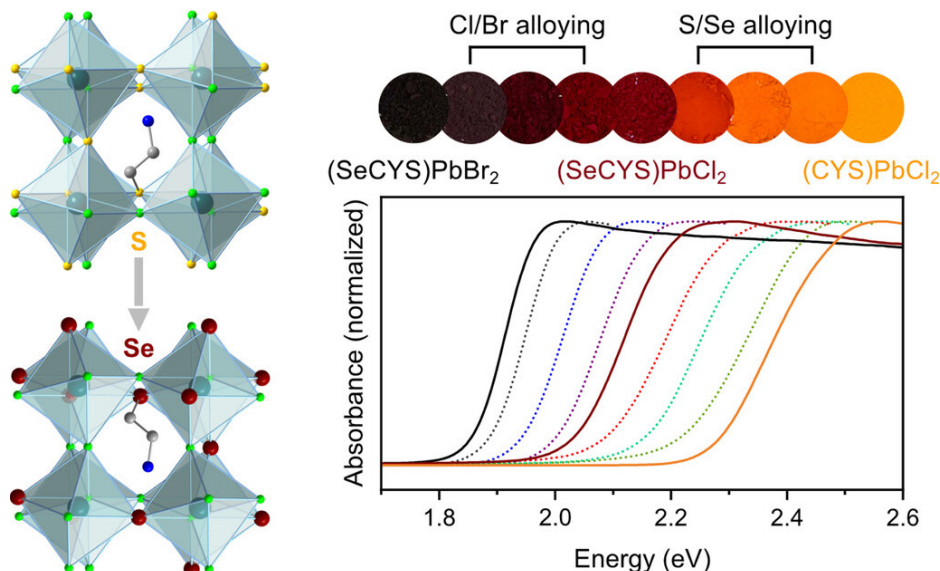 Cl/Br alloying S/Se alloying
(SeCYS)PbBr₂ (SeCYS)PbCl₂ (CYS)PbCl₂
S
Se
Absorbance (normalized)
1.8 2.0 2.2 2.4 2.6
Energy (eV)